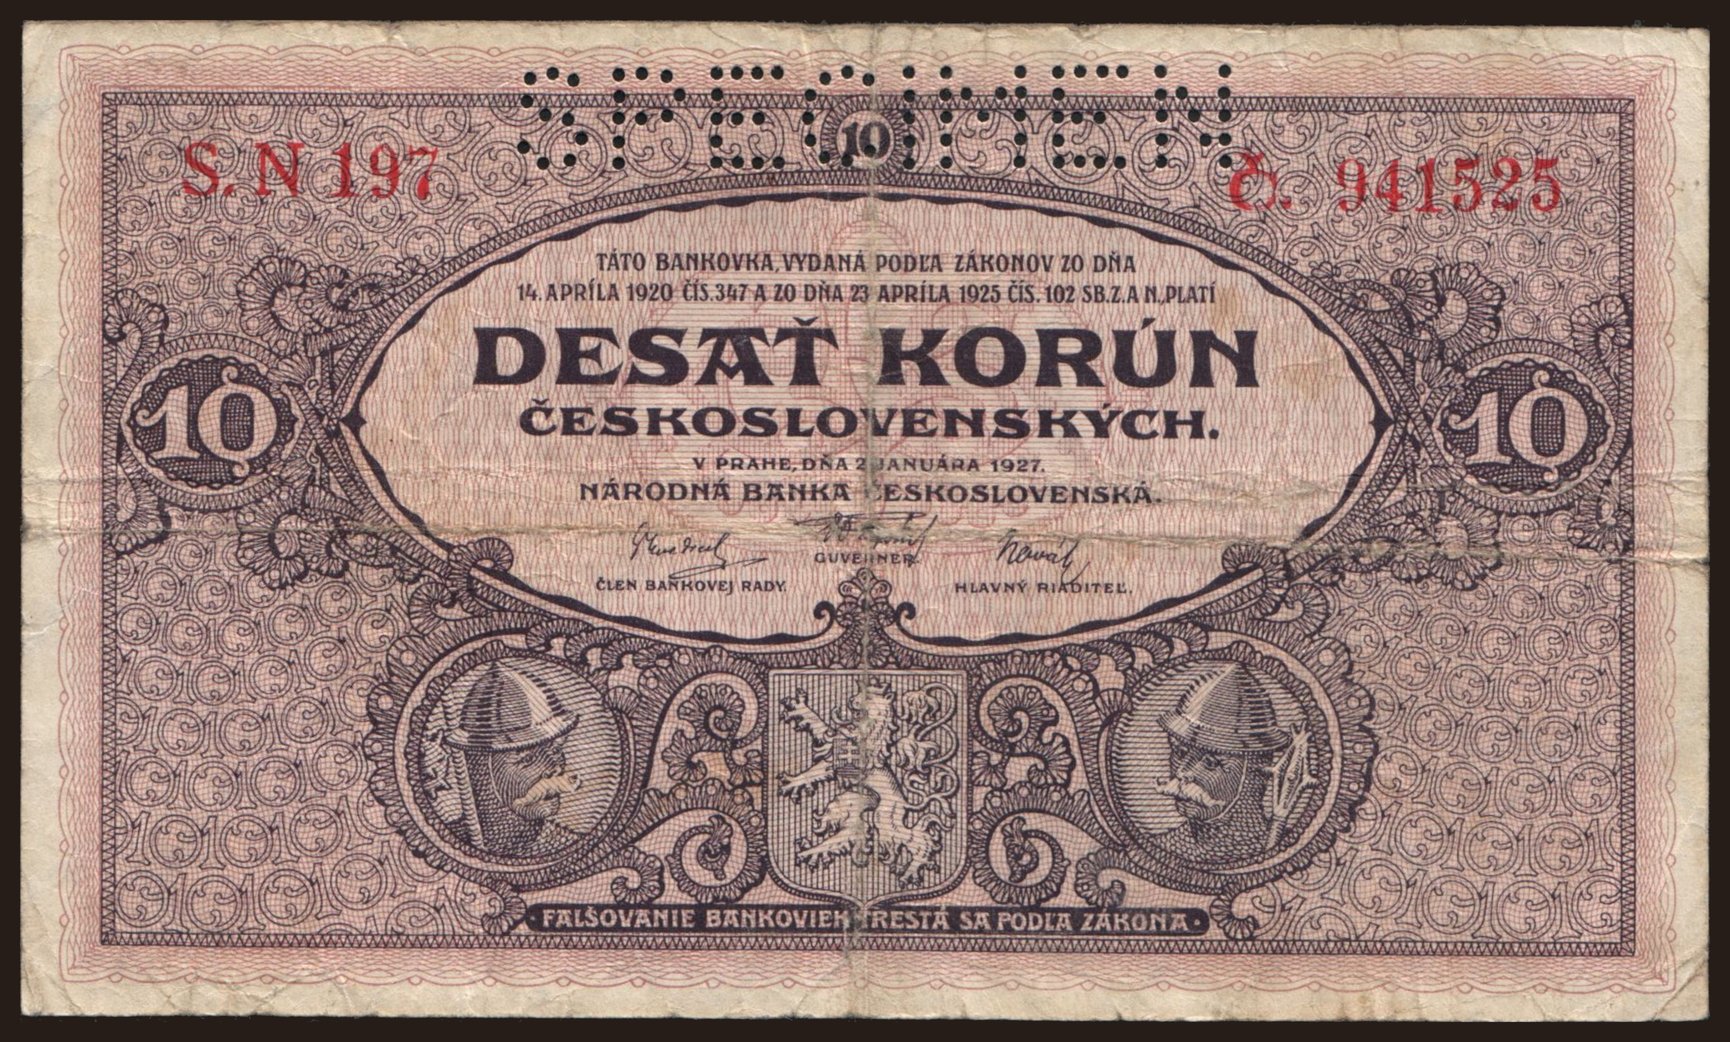 SPECIMEN
10
S. N 197
Č. 941525
TÁTO BANKOVKA, VYDANÁ PODĽA ZÁKONOV ZO DŇA
14. APRÍLA 1920 ČÍS. 347 A ZO DŇA 23 APRÍLA 1925 ČÍS. 102 SB. Z. A N., PLATÍ
DESAŤ KORÚN
ČESKOSLOVENSKÝCH.
10
10
V PRAHE, DŇA 2 JANUÁRA 1927.
NÁRODNÁ BANKA ČESKOSLOVENSKÁ.
GUVERNER.
ČLEN BANKOVEJ RADY.
HLAVNÝ RIADITEĽ.
· FALŠOVANIE BANKOVIEK TRESTÁ SA PODĽA ZÁKONA ·